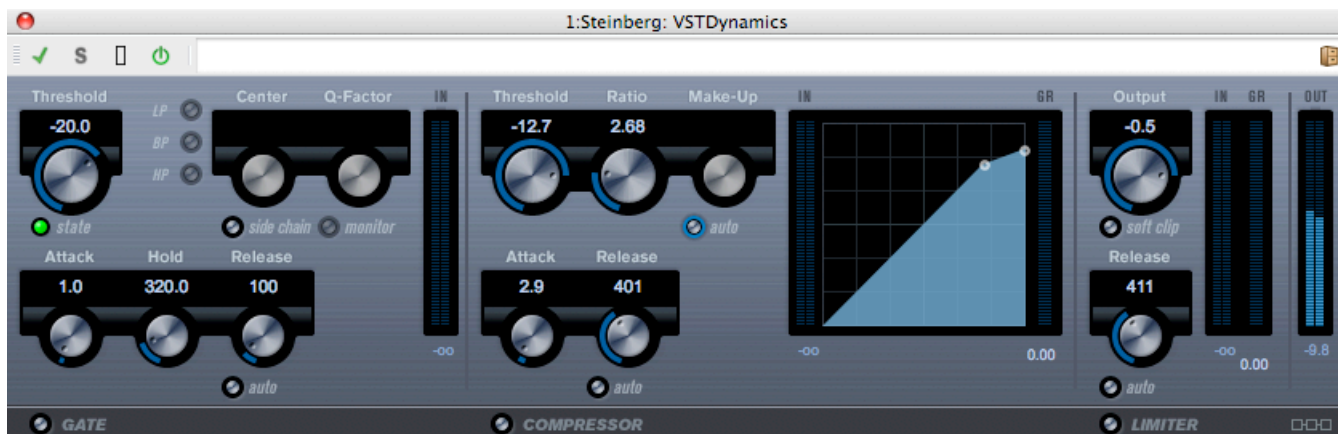 1:Steinberg: VSTDynamics
S
Threshold
-20.0
state
LP
BP
HP
Center Q-Factor
side chain monitor
IN
-oo
Attack Hold Release
1.0 320.0 100
auto
GATE
Threshold Ratio Make-Up
-12.7 2.68
auto
Attack Release
2.9 401
auto
IN GR
-oo 0.00
COMPRESSOR
Output
-0.5
soft clip
Release
411
auto
IN GR
-oo 0.00
LIMITER
OUT
-9.8